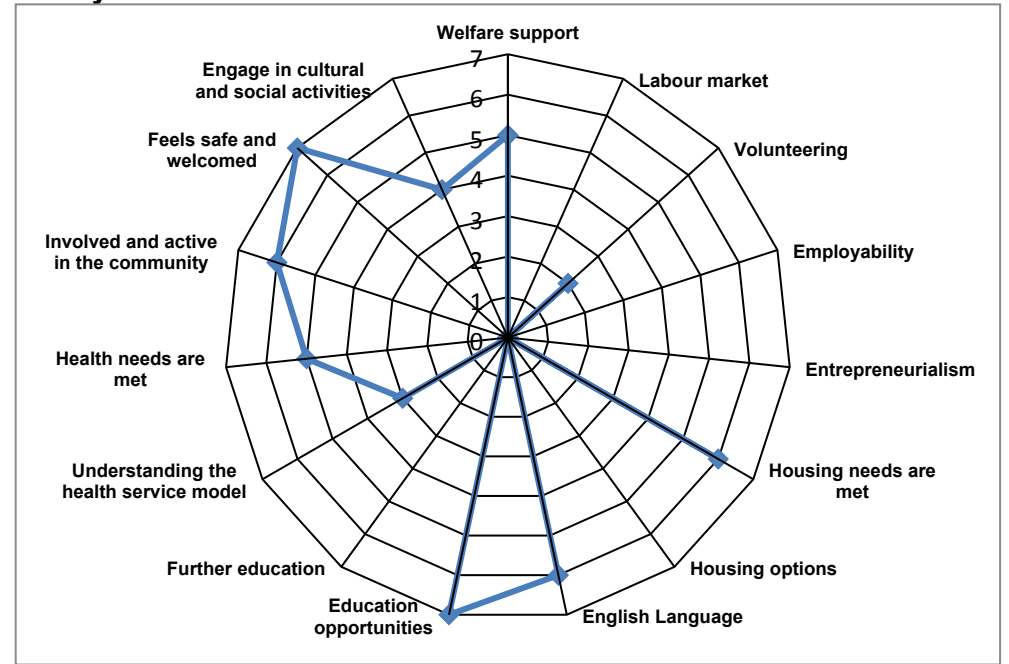 Welfare support
Labour market
Volunteering
Employability
Entrepreneurialism
Housing needs are
met
Housing options
English Language
Education
opportunities
Further education
Understanding the
health service model
Health needs are
met
Involved and active
in the community
Feels safe and
welcomed
Engage in cultural
and social activities
7
6
5
4
3
2
1
0